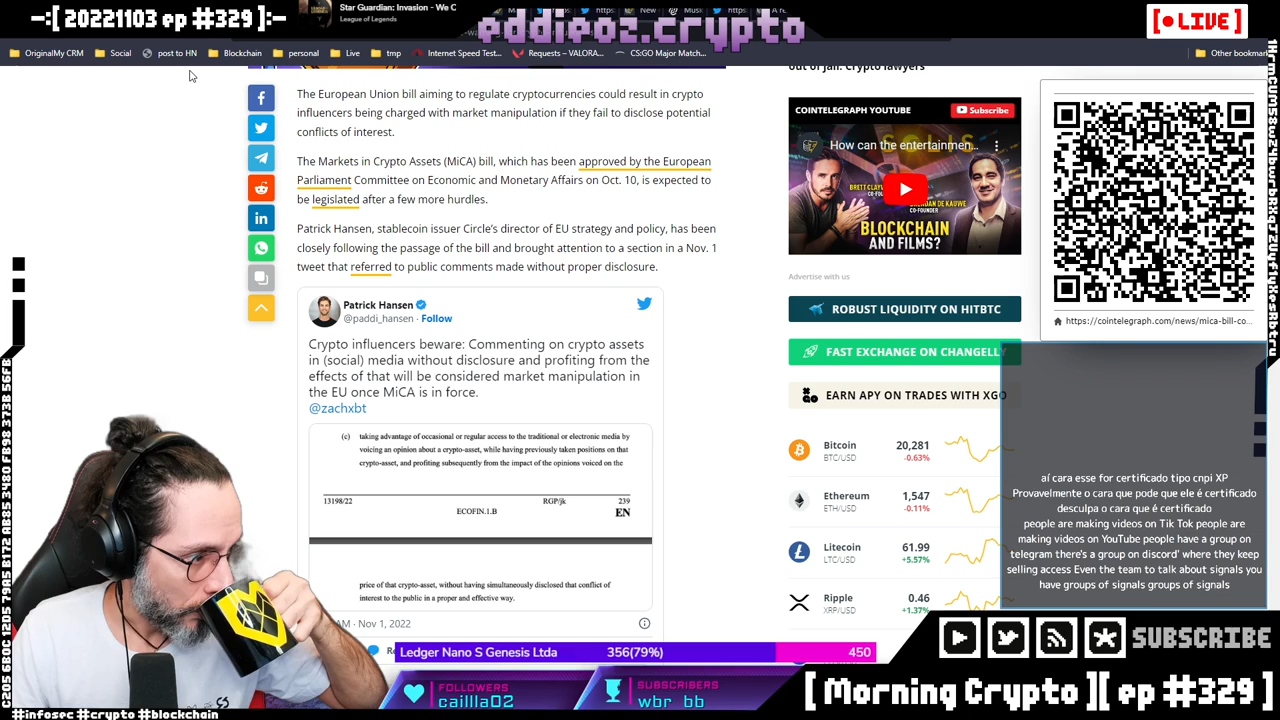 -:[ 20221103 ep #329 ]:-
Star Guardian: Invasion - We C
League of Legends
eddieoz.crypto
[● LIVE]
OriginalMy CRM
Social
post to HN
Blockchain
personal
Live
tmp
Internet Speed Test...
Requests – VALORA...
CS:GO Major Match...
Other bookmar
The European Union bill aiming to regulate cryptocurrencies could result in crypto
influencers being charged with market manipulation if they fail to disclose potential
conflicts of interest.
The Markets in Crypto Assets (MiCA) bill, which has been approved by the European
Parliament Committee on Economic and Monetary Affairs on Oct. 10, is expected to
be legislated after a few more hurdles.
Patrick Hansen, stablecoin issuer Circle's director of EU strategy and policy, has been
closely following the passage of the bill and brought attention to a section in a Nov. 1
tweet that referred to public comments made without proper disclosure.
Patrick Hansen
@paddi_hansen · Follow
Crypto influencers beware: Commenting on crypto assets
in (social) media without disclosure and profiting from the
effects of that will be considered market manipulation in
the EU once MiCA is in force.
@zachxbt
(c) taking advantage of occasional or regular access to the traditional or electronic media by
voicing an opinion about a crypto-asset, while having previously taken positions on that
crypto-asset, and profiting subsequently from the impact of the opinions voiced on the
13198/22 RGP/jk 239
ECOFIN.1.B EN
price of that crypto-asset, without having simultaneously disclosed that conflict of
interest to the public in a proper and effective way.
AM · Nov 1, 2022
out of jail: Crypto lawyers
COINTELEGRAPH YOUTUBE
Subscribe
How can the entertainmen...
BRETT CLAY
CO-FOU
DAN DE KAUWE
CO-FOUNDER
BLOCKCHAIN
AND FILMS?
Advertise with us
ROBUST LIQUIDITY ON HITBTC
FAST EXCHANGE ON CHANGELLY
EARN APY ON TRADES WITH XGO
Bitcoin 20,281
BTC/USD -0.63%
Ethereum 1,547
ETH/USD -0.11%
Litecoin 61.99
LTC/USD +5.57%
Ripple 0.46
XRP/USD +1.37%
https://cointelegraph.com/news/mica-bill-co...
aí cara esse for certificado tipo cnpi XP
Provavelmente o cara que pode que ele é certificado
desculpa o cara que é certificado
people are making videos on Tik Tok people are
making videos on YouTube people have a group on
telegram there's a group on discord' where they keep
selling access Even the team to talk about signals you
have groups of signals groups of signals
Ledger Nano S Genesis Ltda 356(79%) 450
FOLLOWERS
caillla02
SUBSCRIBERS
wbr_bb
SUBSCRIBE
[ Morning Crypto ][ ep #329 ]
#infosec #crypto #blockchain